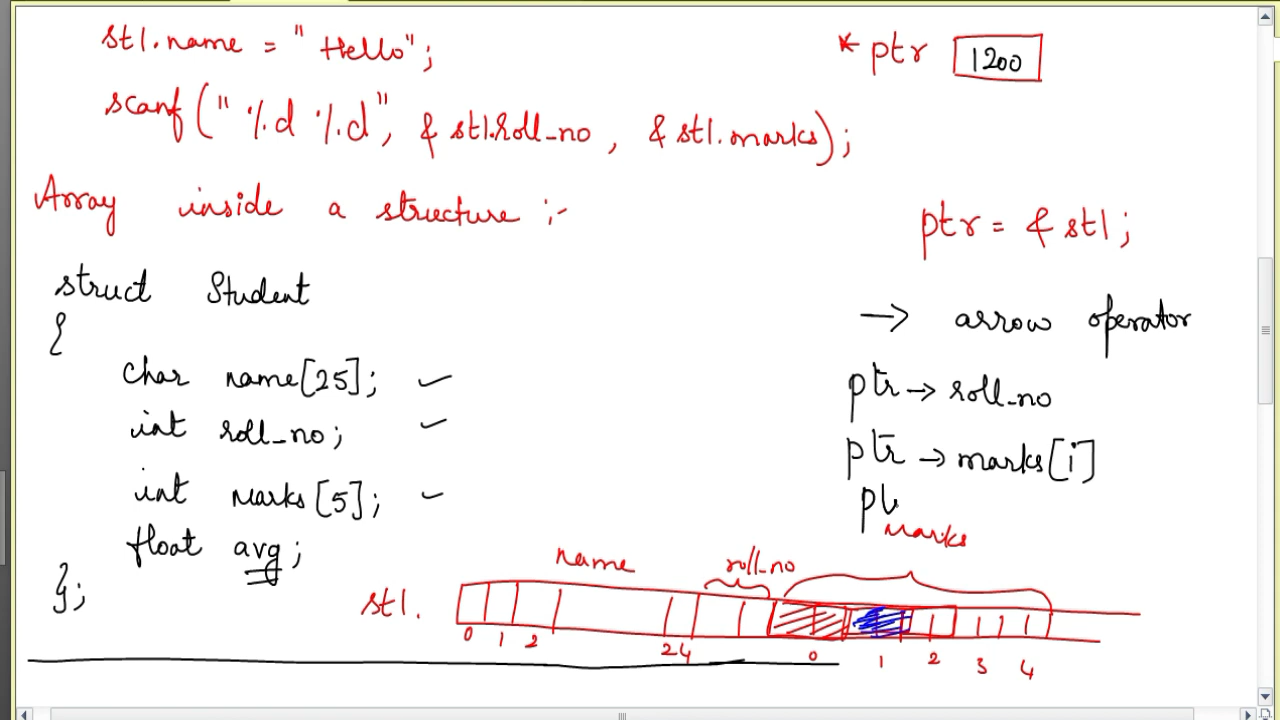 st1.name = "Hello";
scanf("%d %d", & st1.roll_no, & st1.marks);
* ptr 1200
Array inside a structure :-
ptr = & st1;
struct Student
{
char name[25];
int roll_no;
int marks[5];
float avg;
};
→ arrow operator
ptr → roll_no
ptr → marks[i]
pt
name roll_no marks
st1.
0 1 2 24 0 1 2 3 4